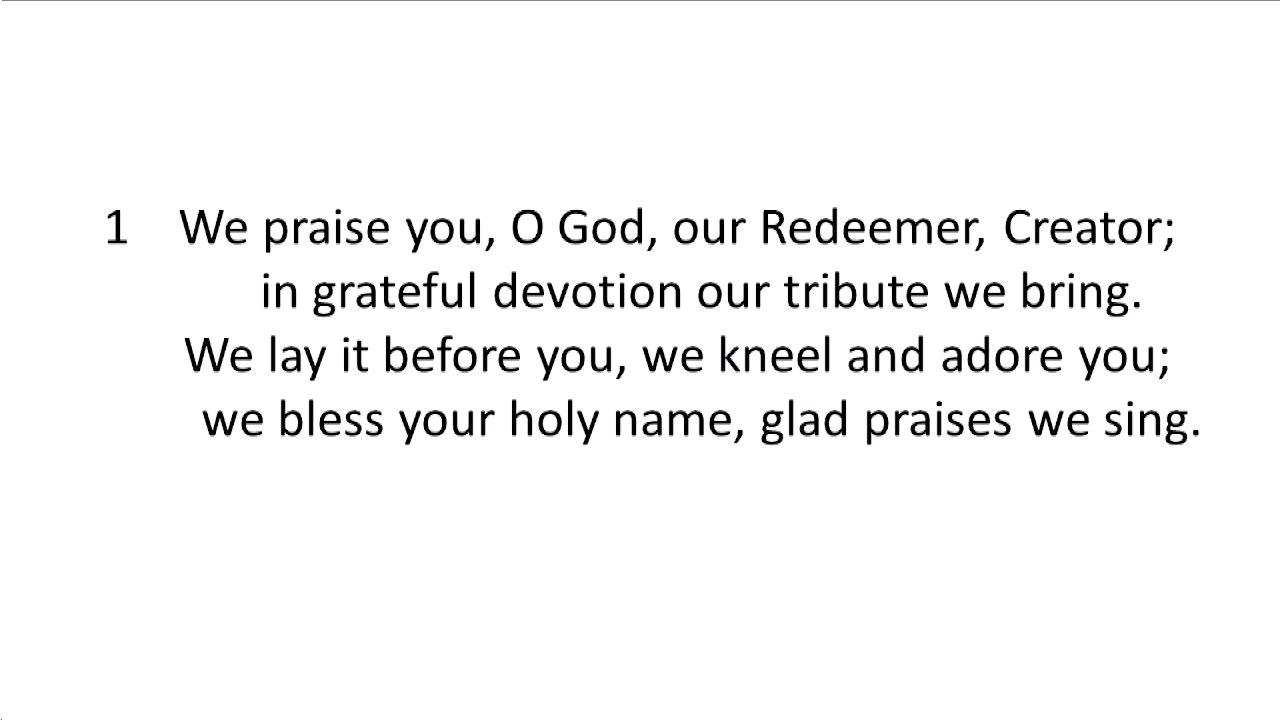 1 We praise you, O God, our Redeemer, Creator;
in grateful devotion our tribute we bring.
We lay it before you, we kneel and adore you;
we bless your holy name, glad praises we sing.